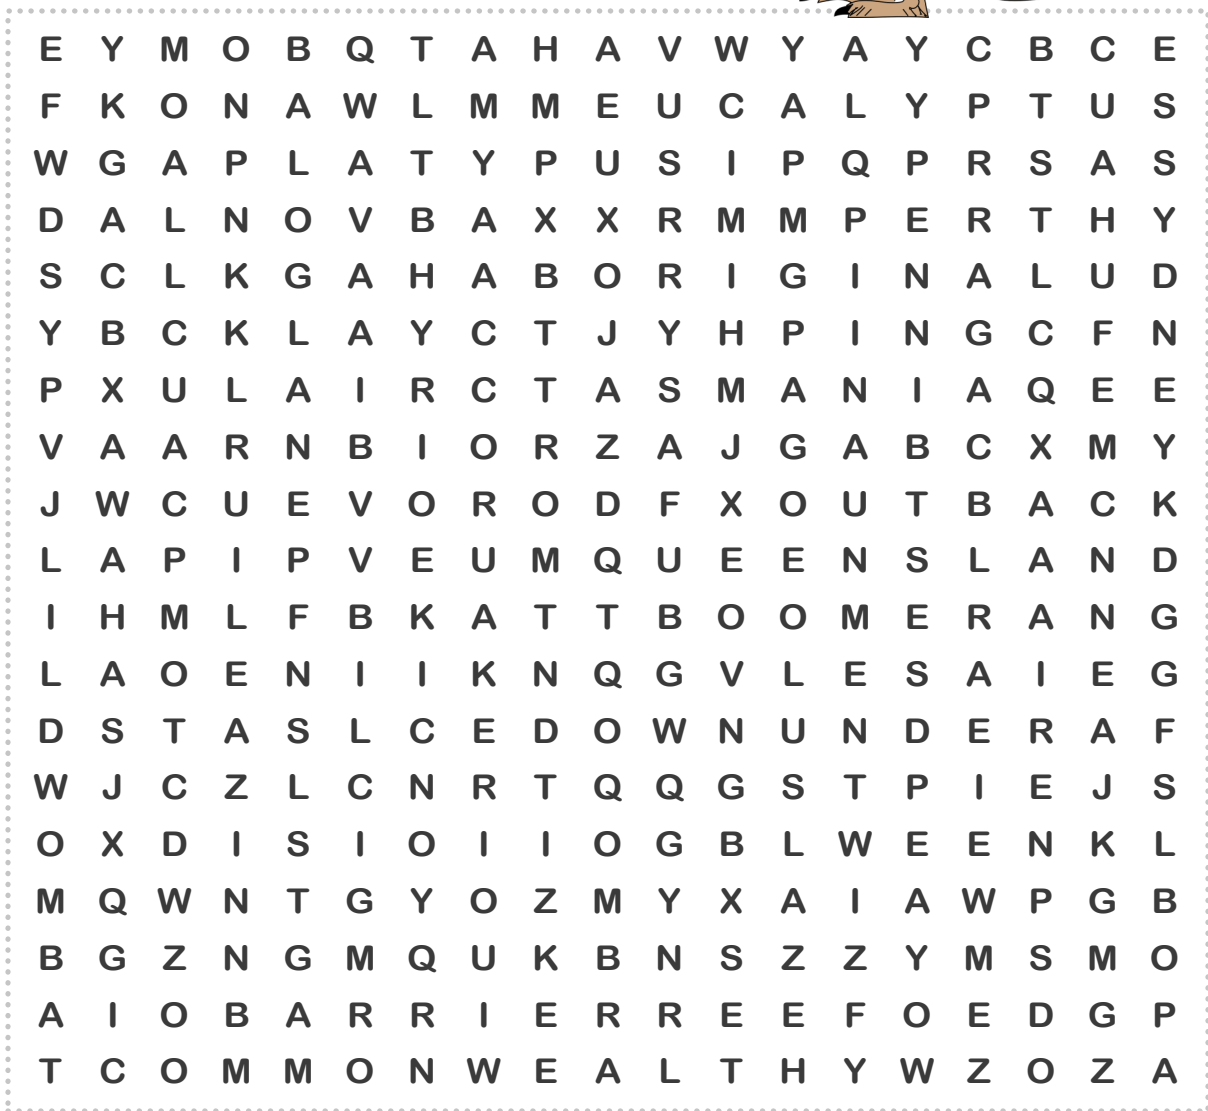 E Y M O B Q T A H A V W Y A Y C B C E
F K O N A W L M M E U C A L Y P T U S
W G A P L A T Y P U S I P Q P R S A S
D A L N O V B A X X R M M P E R T H Y
S C L K G A H A B O R I G I N A L U D
Y B C K L A Y C T J Y H P I N G C F N
P X U L A I R C T A S M A N I A Q E E
V A A R N B I O R Z A J G A B C X M Y
J W C U E V O R O D F X O U T B A C K
L A P I P V E U M Q U E E N S L A N D
I H M L F B K A T T B O O M E R A N G
L A O E N I I K N Q G V L E S A I E G
D S T A S L C E D O W N U N D E R A F
W J C Z L C N R T Q Q G S T P I E J S
O X D I S I O I I O G B L W E E N K L
M Q W N T G Y O Z M Y X A I A W P G B
B G Z N G M Q U K B N S Z Z Y M S M O
A I O B A R R I E R R E E F O E D G P
T C O M M O N W E A L T H Y W Z O Z A